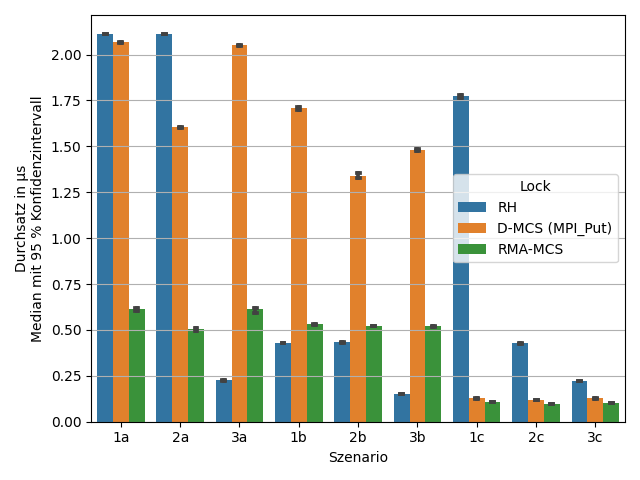 Durchsatz in µs
Median mit 95 % Konfidenzintervall
2.00
1.75
1.50
1.25
1.00
0.75
0.50
0.25
0.00
Lock
RH
D-MCS (MPI_Put)
RMA-MCS
1a 2a 3a 1b 2b 3b 1c 2c 3c
Szenario